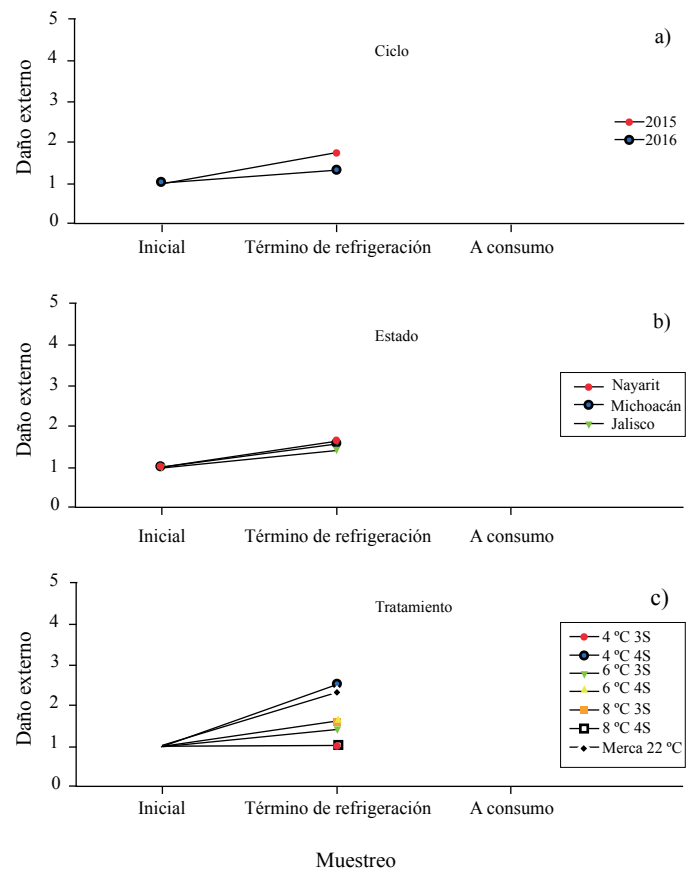 5
a)
Ciclo
4
3
2015
2
2016
1
0
Daño externo
Inicial Término de refrigeración A consumo
5
b)
Estado
4
3
Nayarit
Michoacán
2
Jalisco
1
0
Daño externo
Inicial Término de refrigeración A consumo
5
c)
Tratamiento
4
4 ºC 3S
4 ºC 4S
3
6 ºC 3S
6 ºC 4S
2
8 ºC 3S
8 ºC 4S
1
Merca 22 ºC
0
Daño externo
Inicial Término de refrigeración A consumo
Muestreo